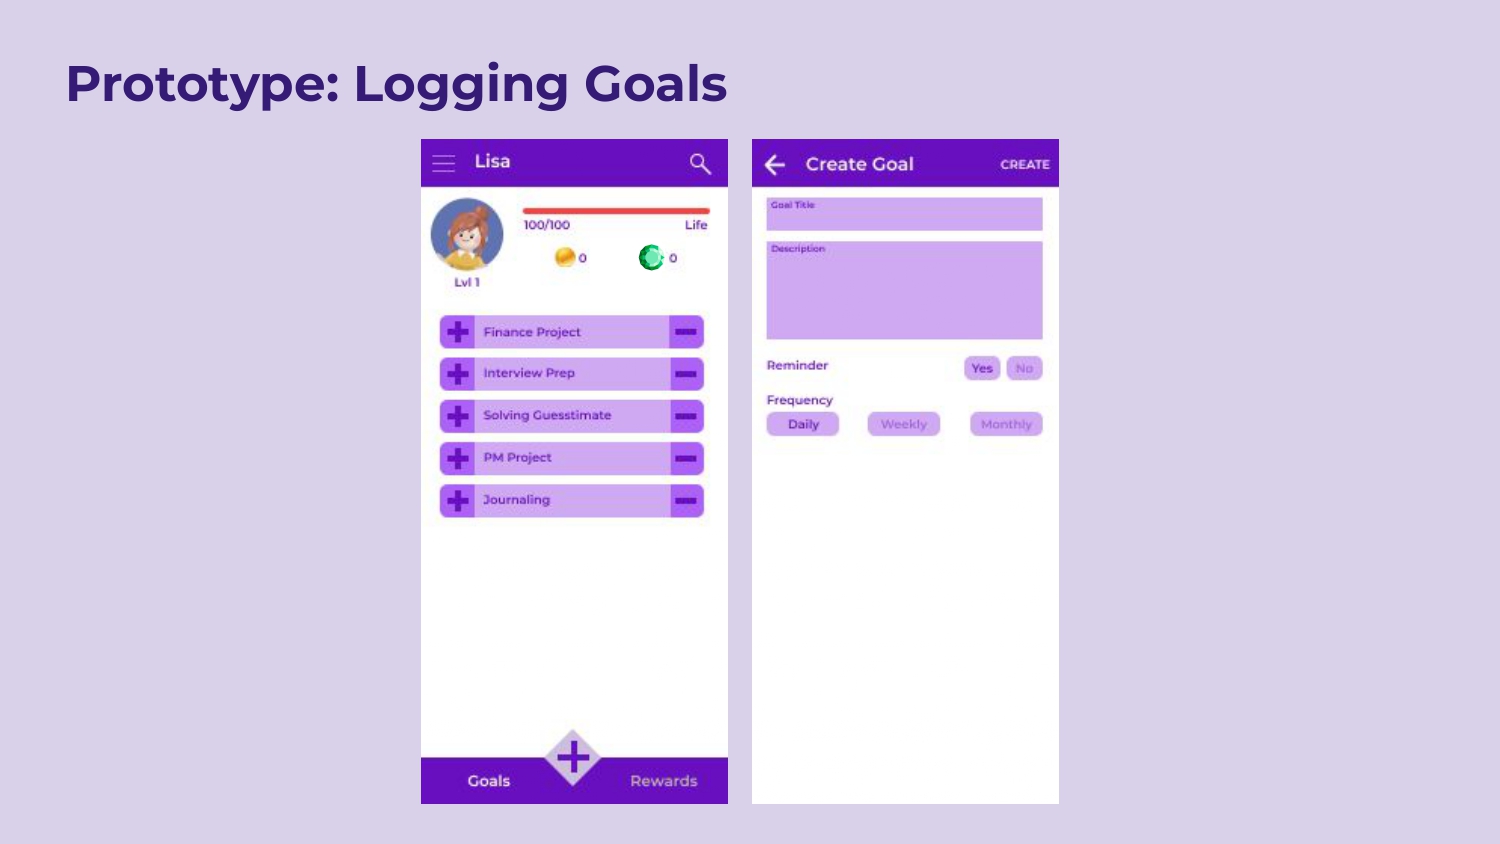 Prototype: Logging Goals
Lisa
100/100 Life
0 0
Lvl 1
Finance Project
Interview Prep
Solving Guesstimate
PM Project
Journaling
Goals Rewards
Create Goal CREATE
Goal Title
Description
Reminder Yes No
Frequency
Daily Weekly Monthly